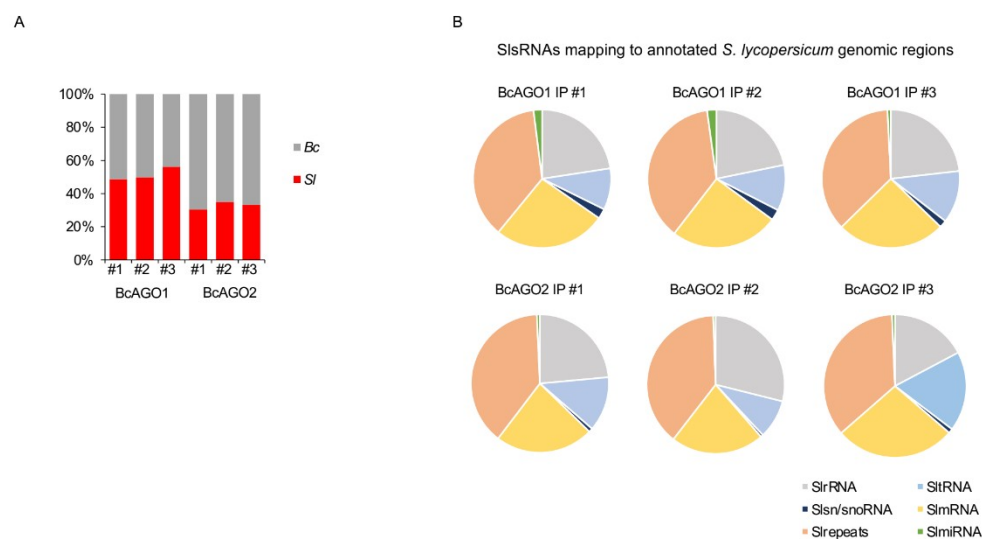 A
100%
80%
60%
40%
20%
0%
#1 #2 #3 #1 #2 #3
BcAGO1 BcAGO2
Bc
Sl
B
SlsRNAs mapping to annotated S. lycopersicum genomic regions
BcAGO1 IP #1 BcAGO1 IP #2 BcAGO1 IP #3
BcAGO2 IP #1 BcAGO2 IP #2 BcAGO2 IP #3
SlrRNA SltRNA
Slsn/snoRNA SlmRNA
Slrepeats SlmiRNA